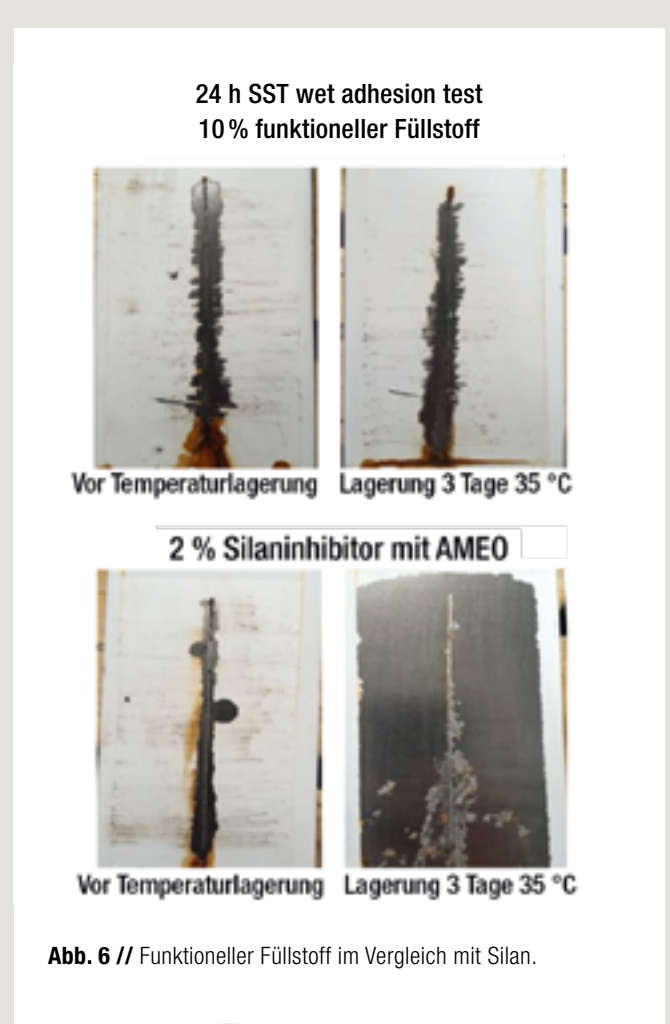 24 h SST wet adhesion test
10 % funktioneller Füllstoff
Vor Temperaturlagerung
Lagerung 3 Tage 35 °C
2 % Silaninhibitor mit AMEO
Vor Temperaturlagerung
Lagerung 3 Tage 35 °C
Abb. 6 // Funktioneller Füllstoff im Vergleich mit Silan.